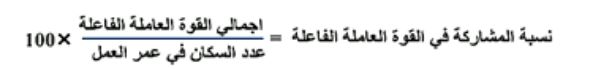 نسبة المشاركة في القوة العاملة الفاعلة = اجمالي القوة العاملة الفاعلة ×100
عدد السكان في عمر العمل